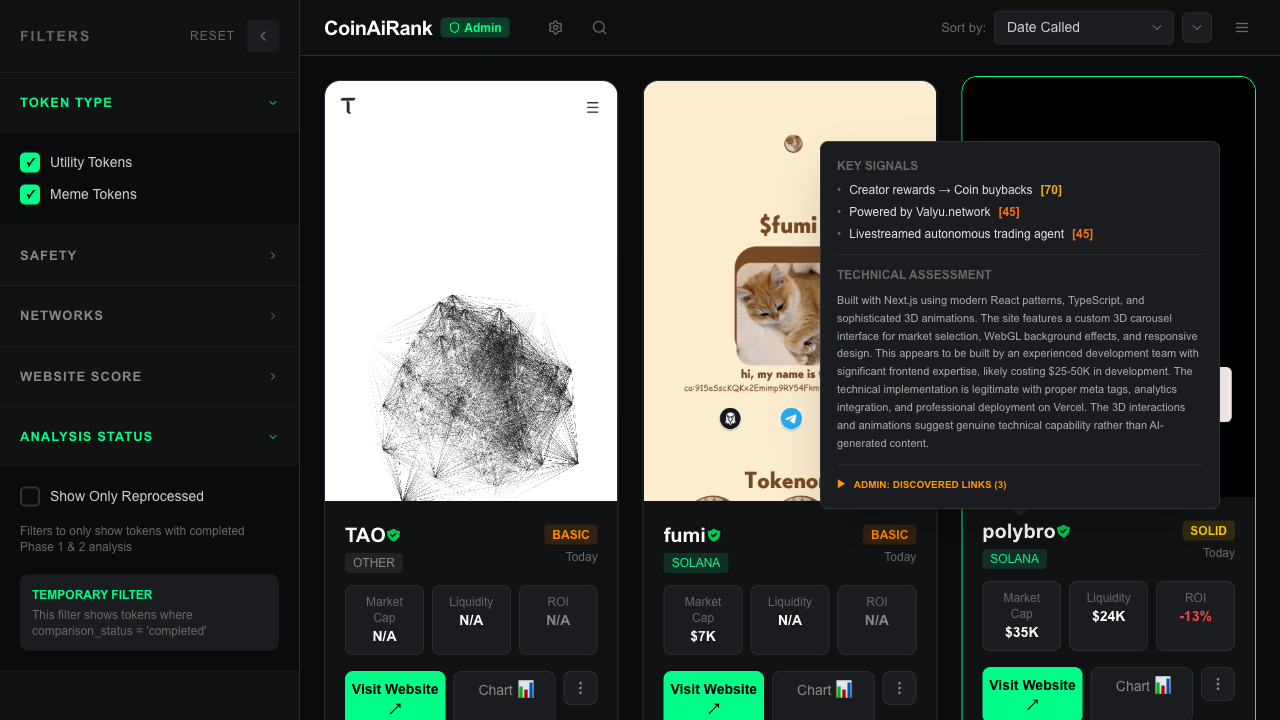 FILTERS
RESET
TOKEN TYPE
Utility Tokens
Meme Tokens
SAFETY
NETWORKS
WEBSITE SCORE
ANALYSIS STATUS
Show Only Reprocessed
Filters to only show tokens with completed
Phase 1 & 2 analysis
TEMPORARY FILTER
This filter shows tokens where
comparison_status = 'completed'
CoinAiRank
Admin
Sort by:
Date Called
TAO
BASIC
OTHER
Today
Market
Cap
N/A
Liquidity
N/A
ROI
N/A
Visit Website
↗
Chart
$fumi
hi, my name is
Tokeno
fumi
BASIC
SOLANA
Today
Market
Cap
$7K
Liquidity
N/A
ROI
N/A
Visit Website
↗
Chart
KEY SIGNALS
• Creator rewards → Coin buybacks [70]
• Powered by Valyu.network [45]
• Livestreamed autonomous trading agent [45]
TECHNICAL ASSESSMENT
Built with Next.js using modern React patterns, TypeScript, and
sophisticated 3D animations. The site features a custom 3D carousel
interface for market selection, WebGL background effects, and responsive
design. This appears to be built by an experienced development team with
significant frontend expertise, likely costing $25-50K in development. The
technical implementation is legitimate with proper meta tags, analytics
integration, and professional deployment on Vercel. The 3D interactions
and animations suggest genuine technical capability rather than AI-
generated content.
ADMIN: DISCOVERED LINKS (3)
polybro
SOLID
SOLANA
Today
Market
Cap
$35K
Liquidity
$24K
ROI
-13%
Visit Website
↗
Chart